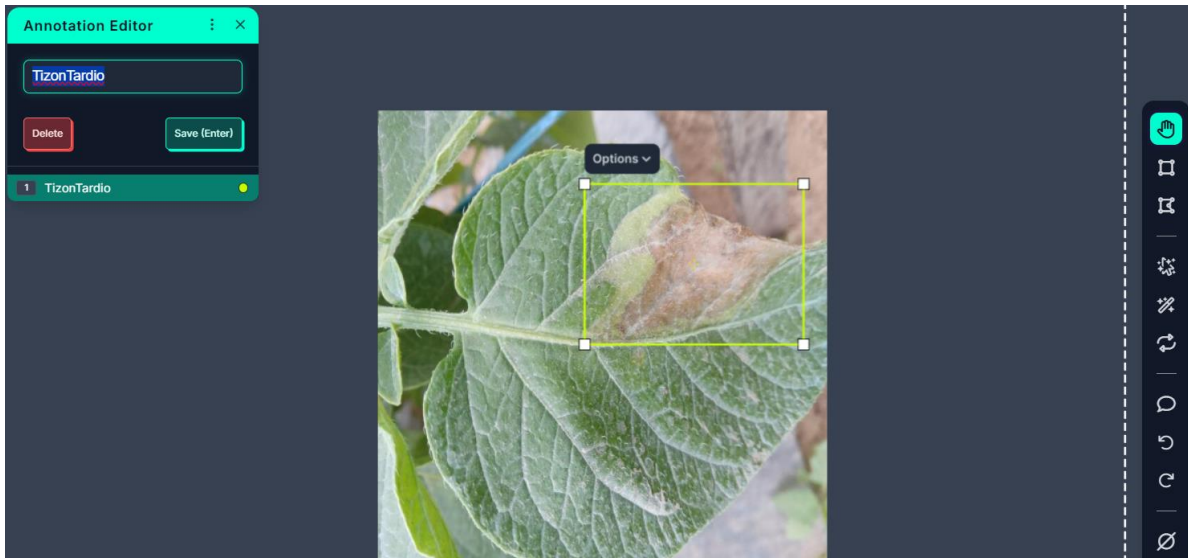 Annotation Editor
TizonTardio
Delete
Save (Enter)
1 TizonTardio
Options